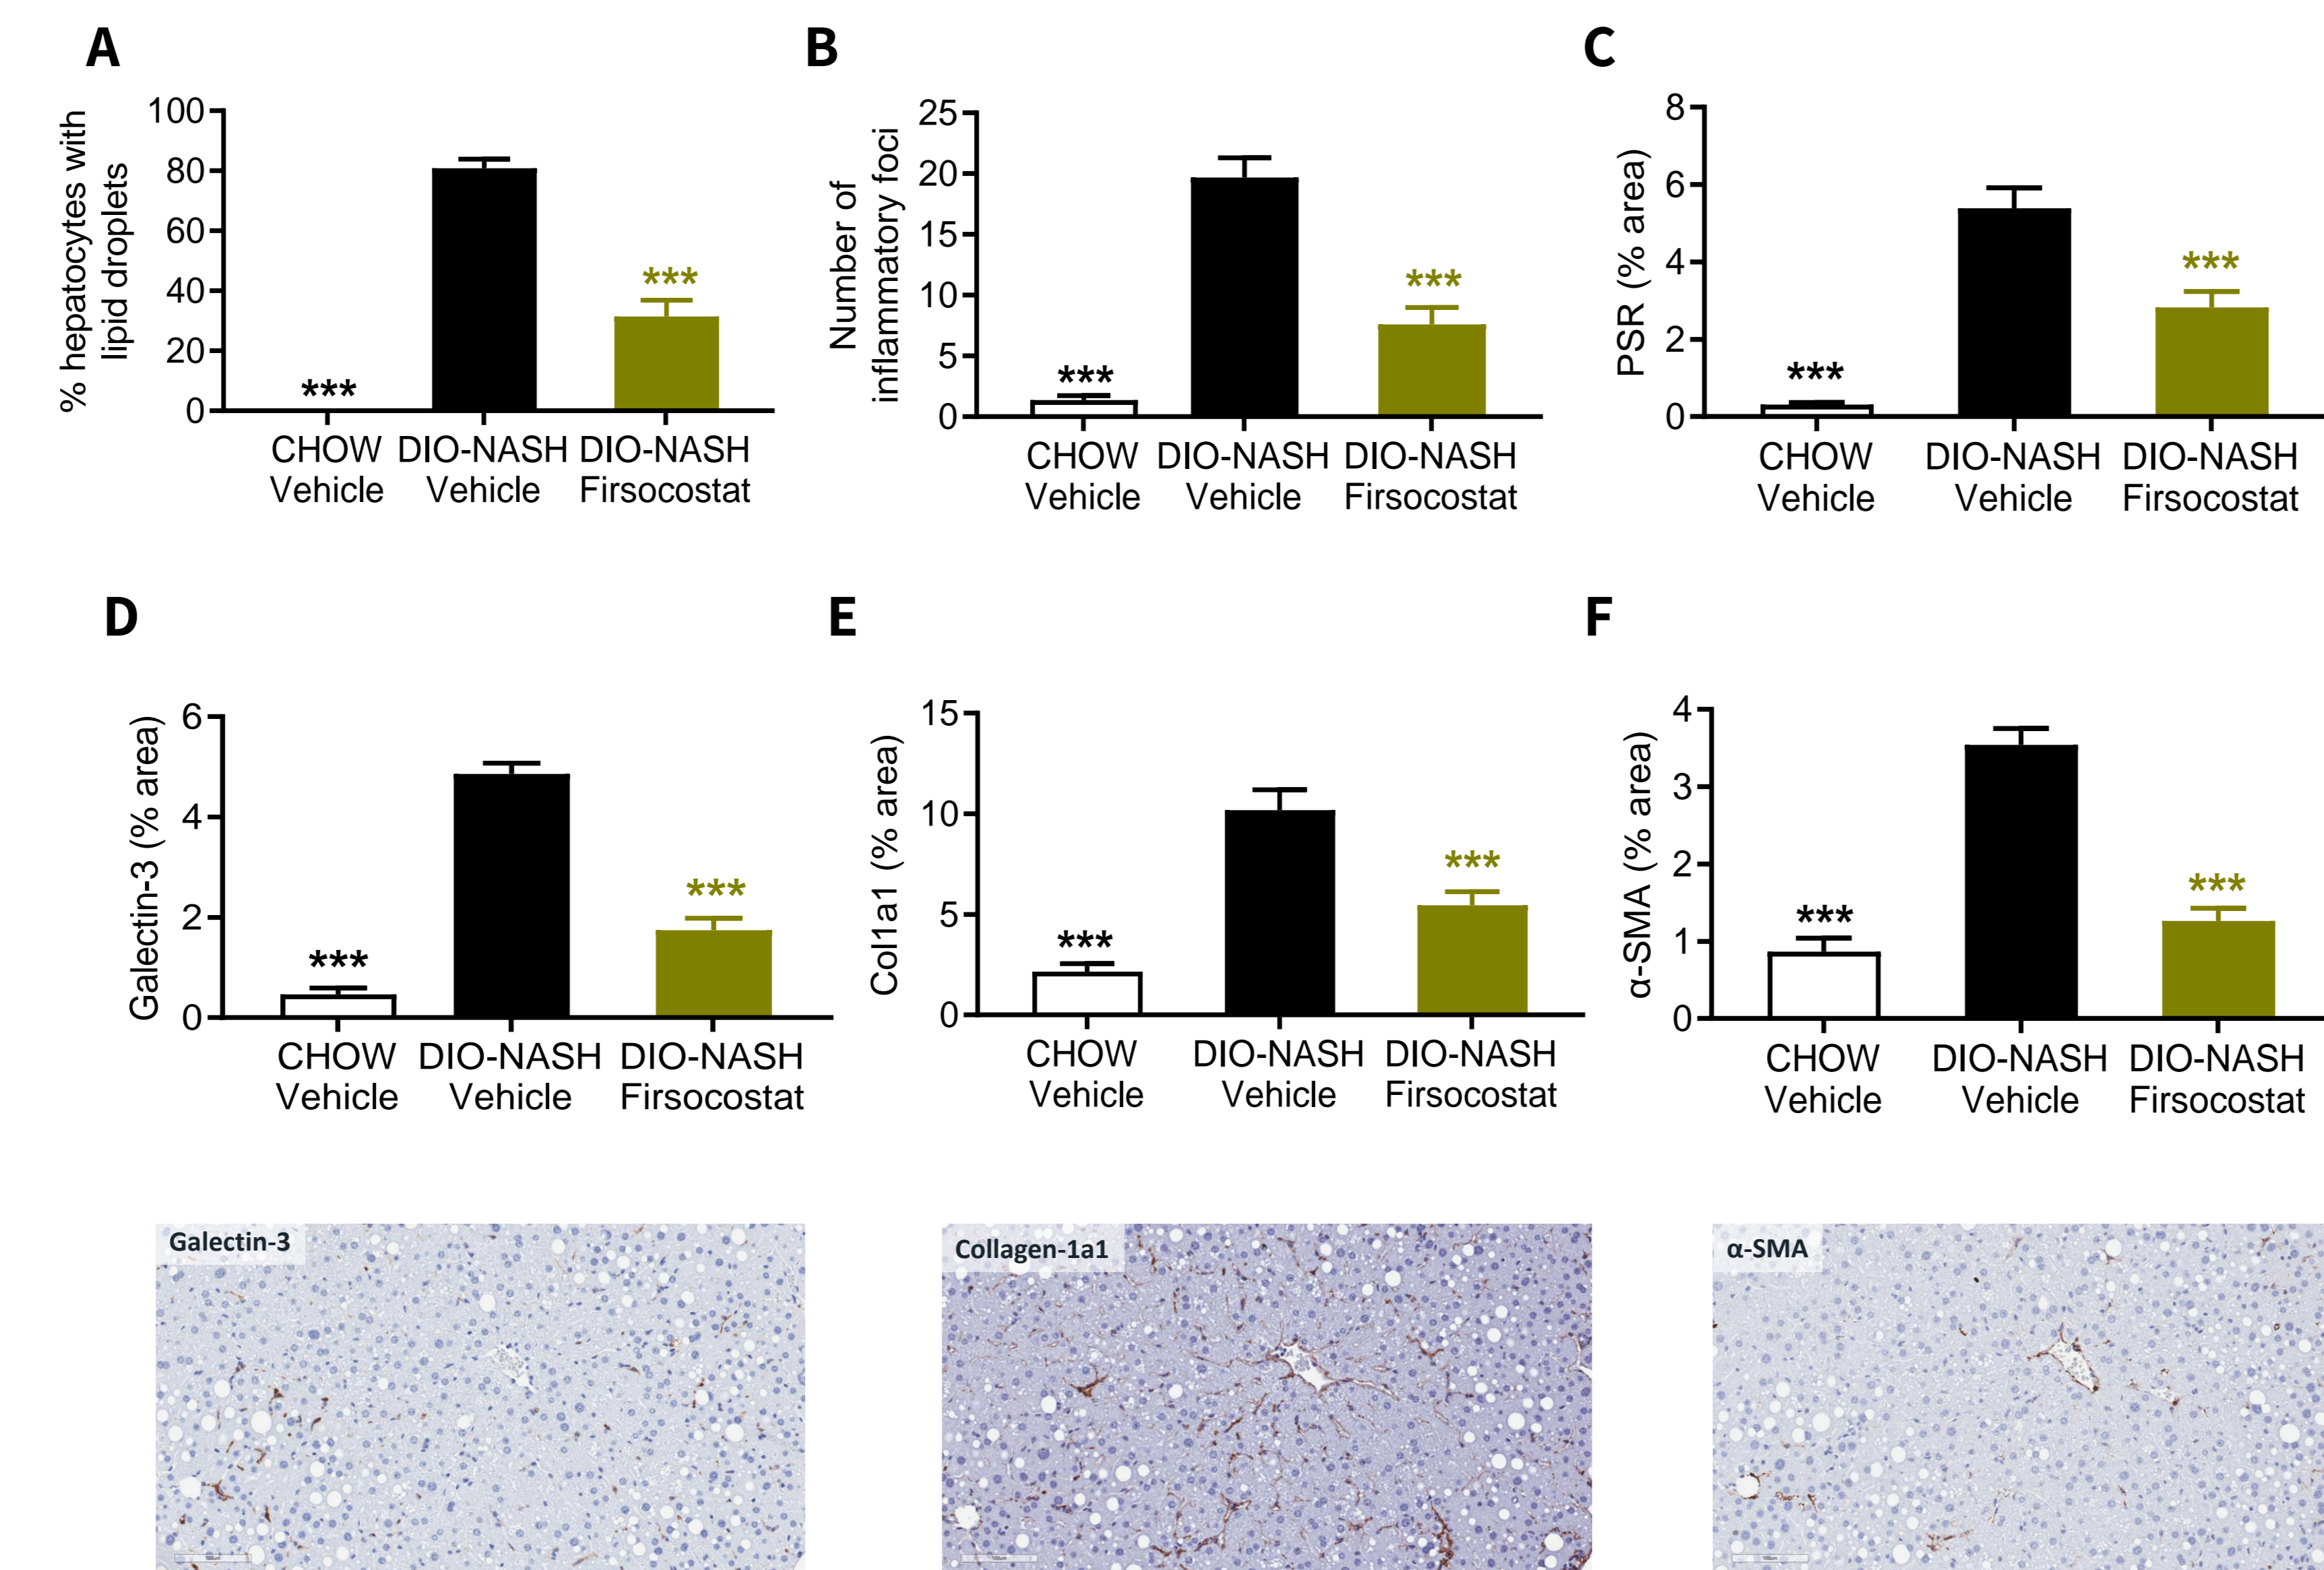 A
% hepatocytes with
lipid droplets
100
80
60
40
20
0
***
***
CHOW
Vehicle
DIO-NASH
Vehicle
DIO-NASH
Firsocostat
B
Number of
inflammatory foci
25
20
15
10
5
0
***
***
CHOW
Vehicle
DIO-NASH
Vehicle
DIO-NASH
Firsocostat
C
PSR (% area)
8
6
4
2
0
***
***
CHOW
Vehicle
DIO-NASH
Vehicle
DIO-NASH
Firsocostat
D
Galectin-3 (% area)
6
4
2
0
***
***
CHOW
Vehicle
DIO-NASH
Vehicle
DIO-NASH
Firsocostat
E
Col1a1 (% area)
15
10
5
0
***
***
CHOW
Vehicle
DIO-NASH
Vehicle
DIO-NASH
Firsocostat
F
α-SMA (% area)
4
3
2
1
0
***
***
CHOW
Vehicle
DIO-NASH
Vehicle
DIO-NASH
Firsocostat
Galectin-3
Collagen-1a1
α-SMA